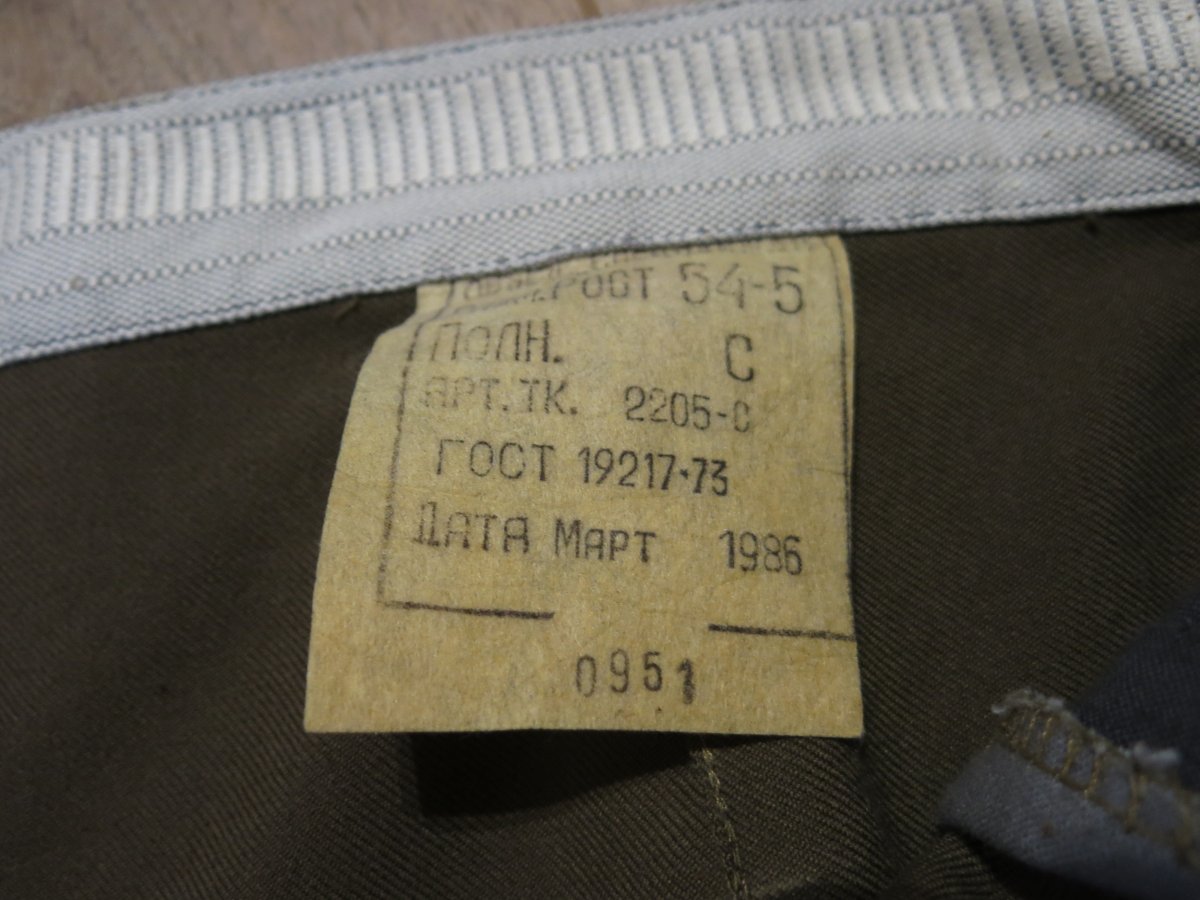 РОСТ 54-5
ПОЛН. С
АРТ.ТК. 2205-С
ГОСТ 19217-73
ДАТА МАРТ 1986
0951